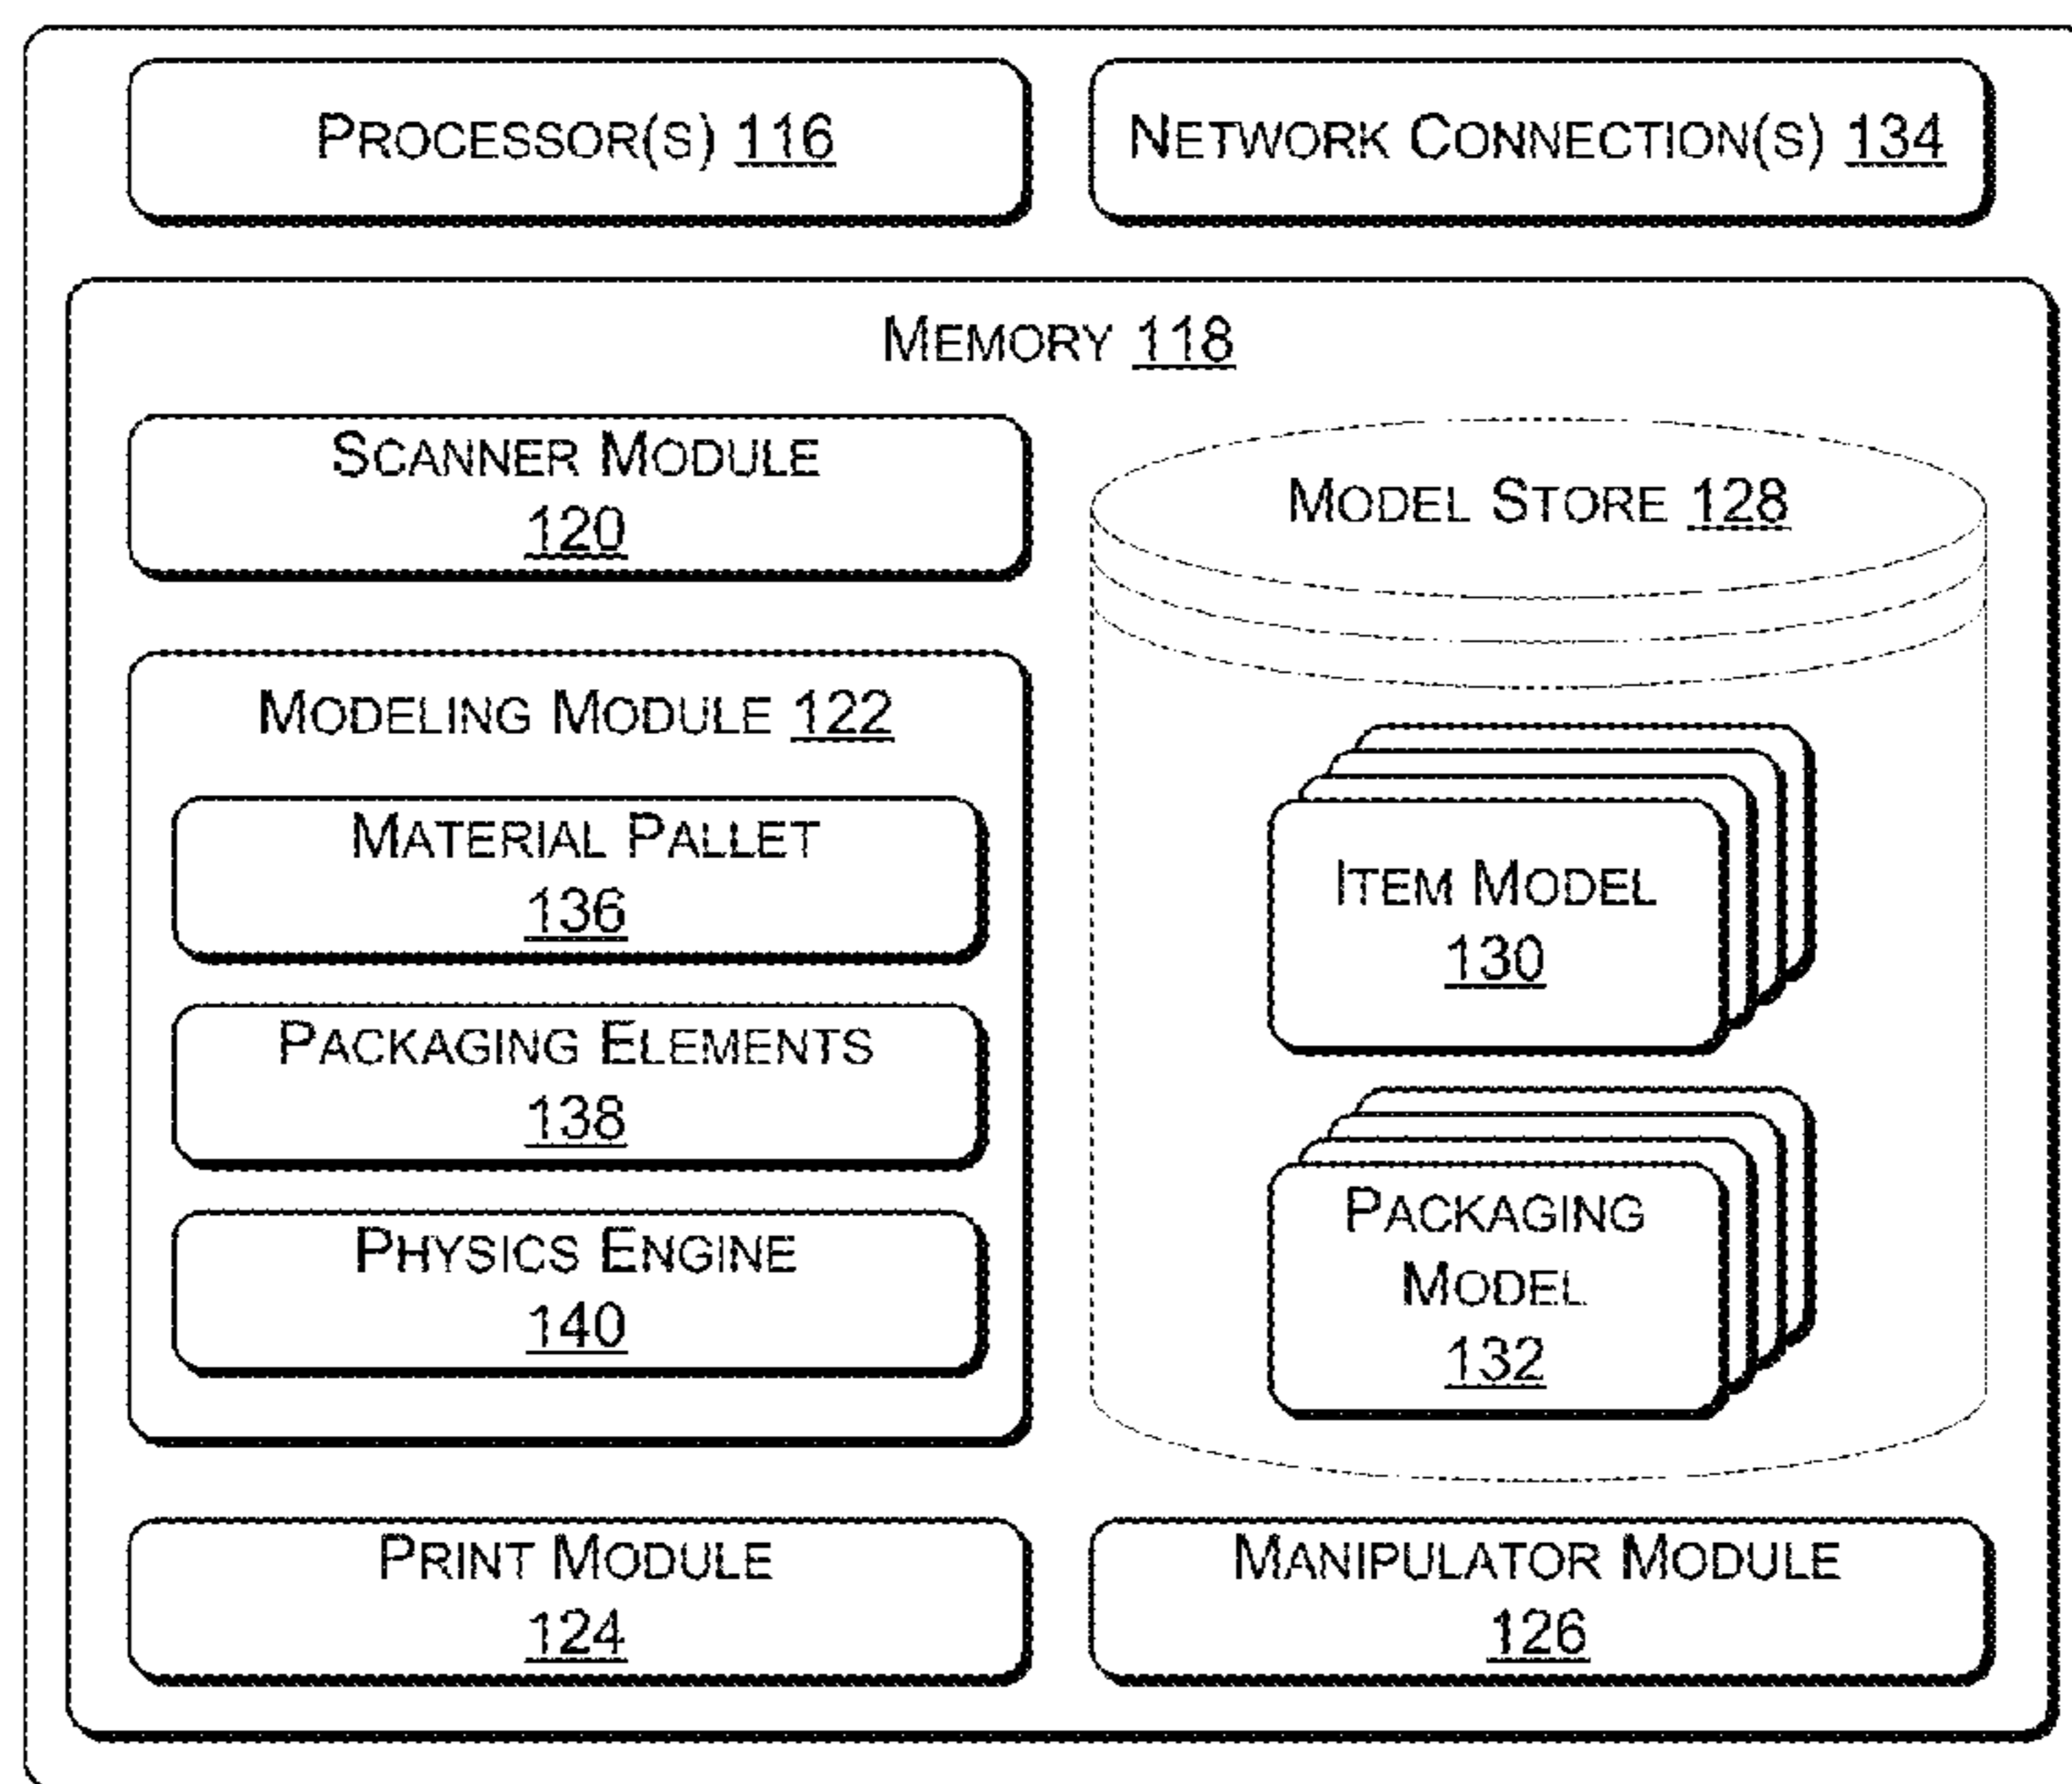 PROCESSOR(S) 116
NETWORK CONNECTION(S) 134
MEMORY 118
SCANNER MODULE
120
MODELING MODULE 122
MATERIAL PALLET
136
PACKAGING ELEMENTS
138
PHYSICS ENGINE
140
MODEL STORE 128
ITEM MODEL
130
PACKAGING
MODEL
132
PRINT MODULE
124
MANIPULATOR MODULE
126